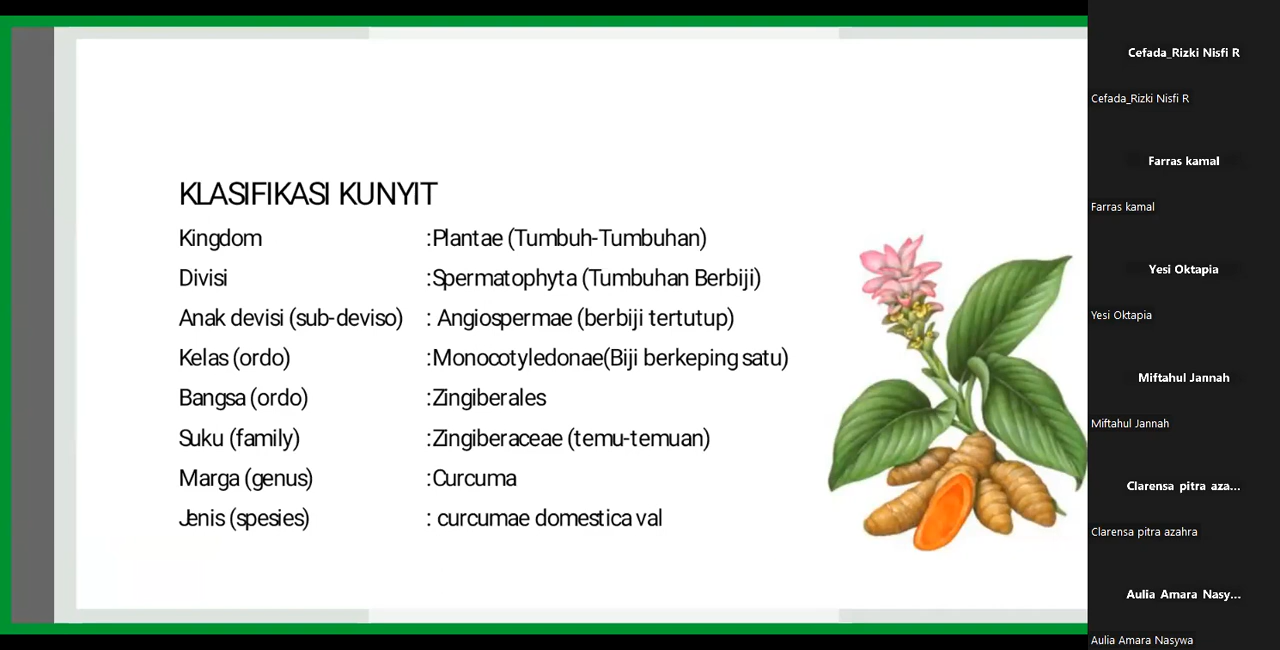 KLASIFIKASI KUNYIT
Kingdom :Plantae (Tumbuh-Tumbuhan)
Divisi :Spermatophyta (Tumbuhan Berbiji)
Anak devisi (sub-deviso) : Angiospermae (berbiji tertutup)
Kelas (ordo) :Monocotyledonae(Biji berkeping satu)
Bangsa (ordo) :Zingiberales
Suku (family) :Zingiberaceae (temu-temuan)
Marga (genus) :Curcuma
Jenis (spesies) : curcumae domestica val
Cefada_Rizki Nisfi R
Cefada_Rizki Nisfi R
Farras kamal
Farras kamal
Yesi Oktapia
Yesi Oktapia
Miftahul Jannah
Miftahul Jannah
Clarensa pitra aza...
Clarensa pitra azahra
Aulia Amara Nasy...
Aulia Amara Nasywa